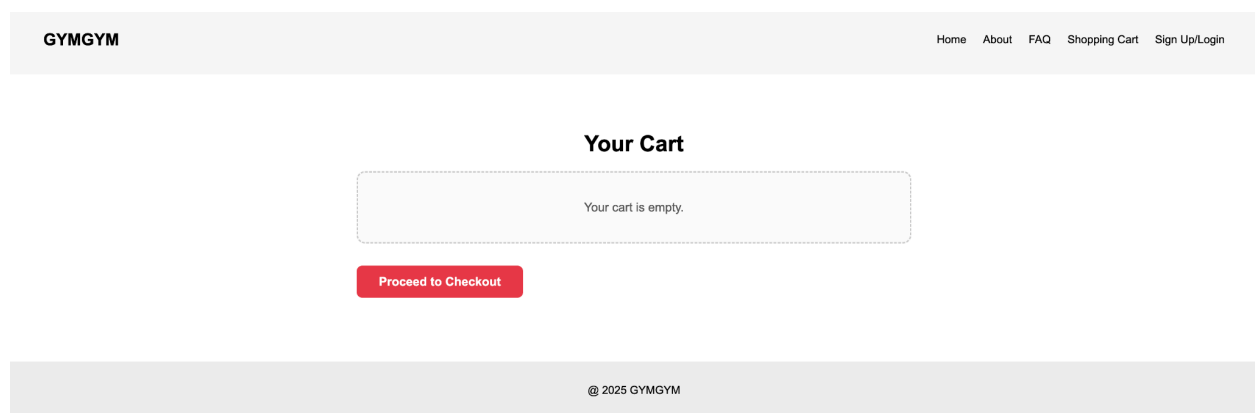 GYMGYM
Home About FAQ Shopping Cart Sign Up/Login
Your Cart
Your cart is empty.
Proceed to Checkout
@ 2025 GYMGYM